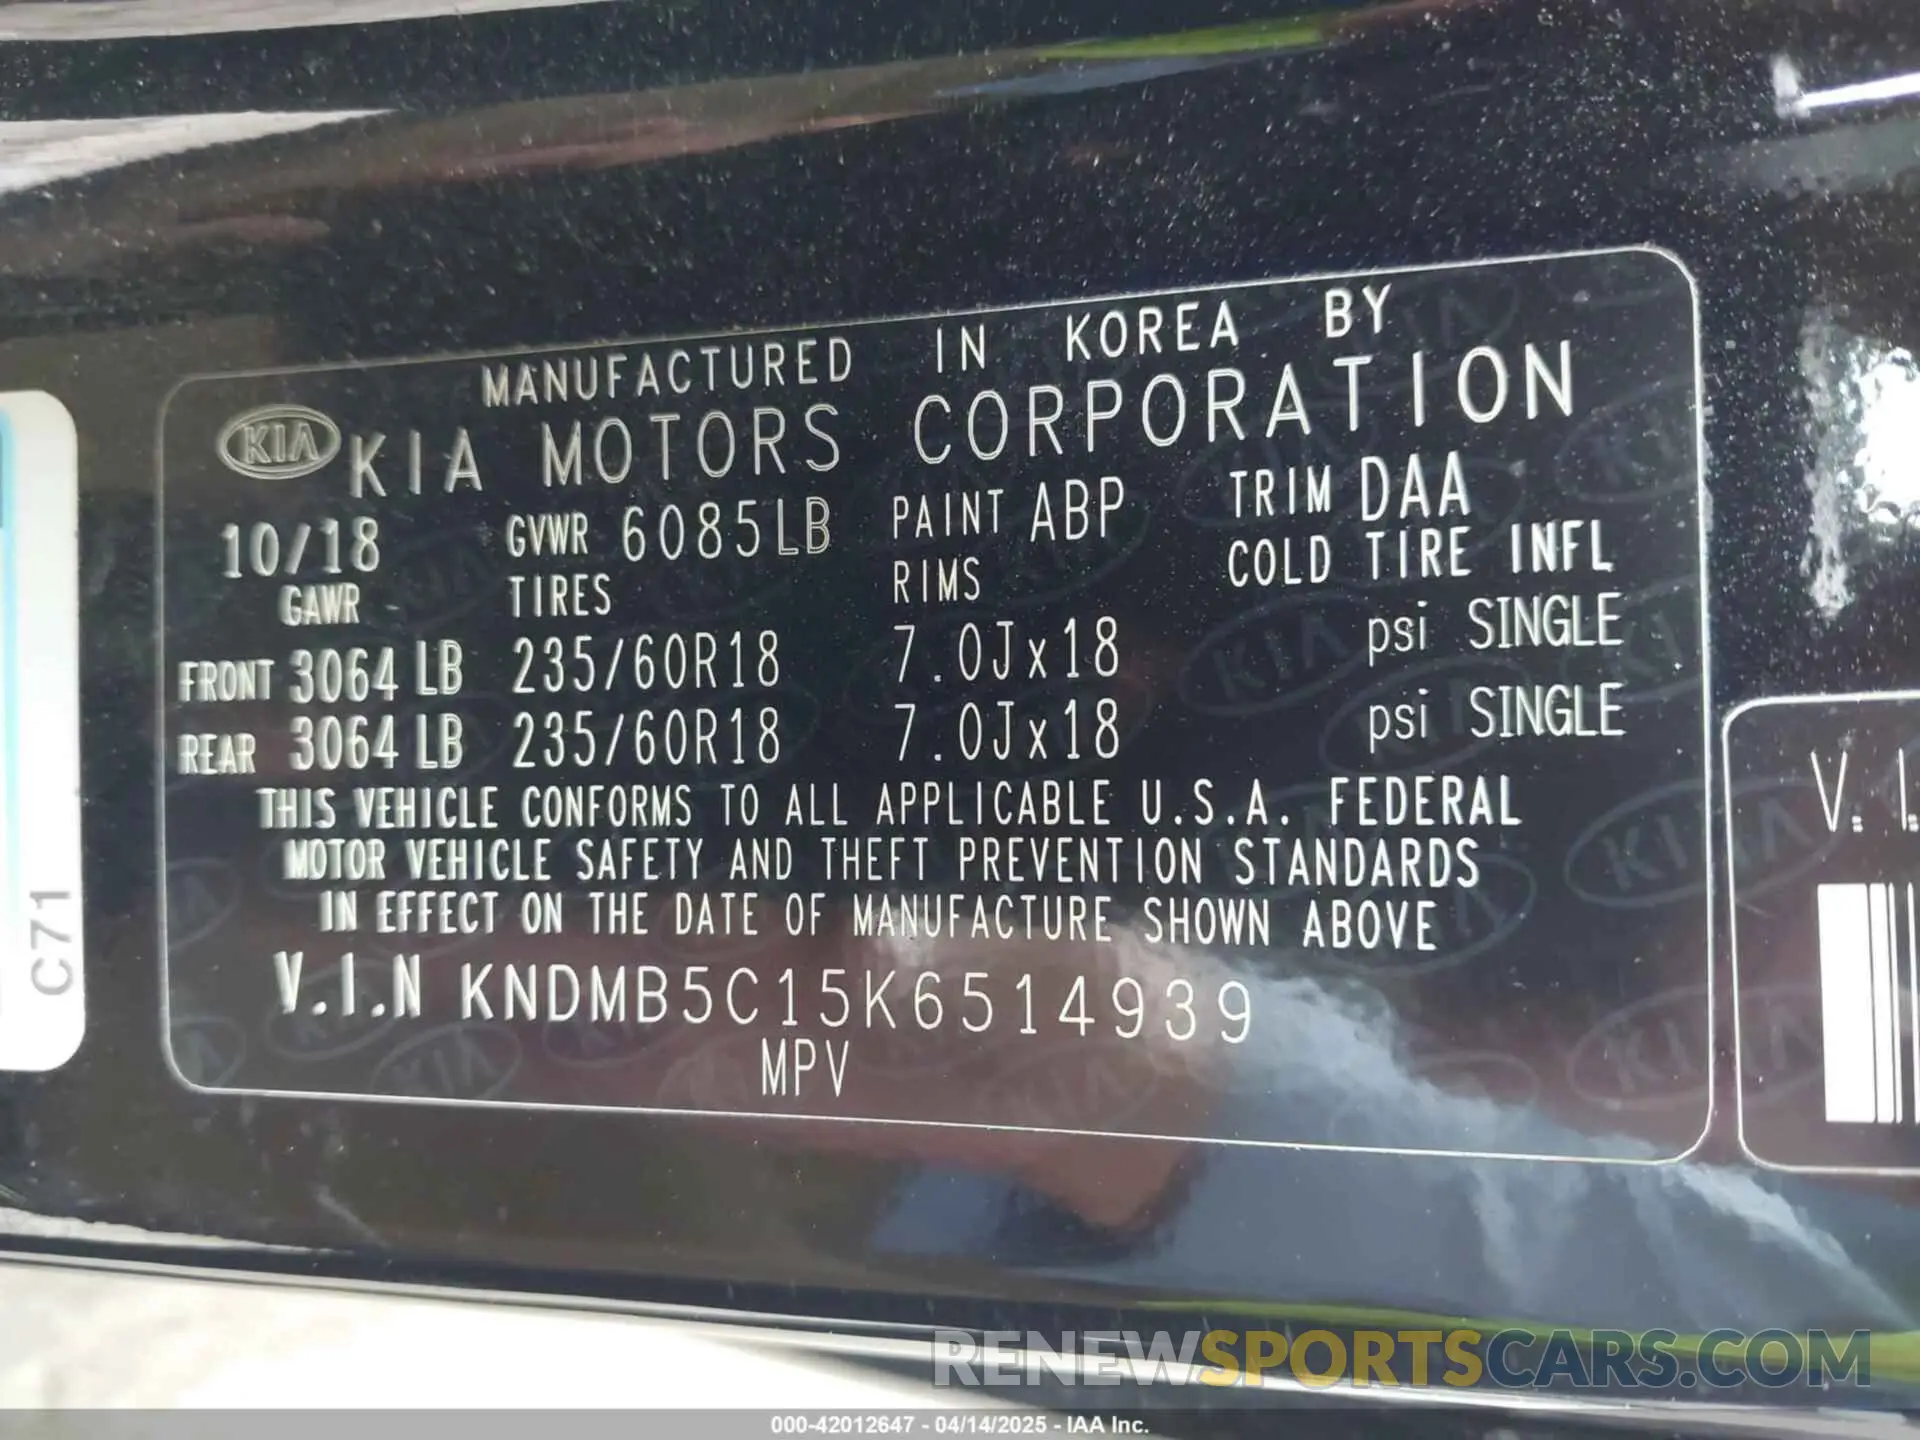 MANUFACTURED IN KOREA BY
KIA KIA MOTORS CORPORATION
10/18 GVWR 6085LB PAINT ABP TRIM DAA
GAWR TIRES RIMS COLD TIRE INFL
FRONT 3064 LB 235/60R18 7.0Jx18 psi SINGLE
REAR 3064 LB 235/60R18 7.0Jx18 psi SINGLE
THIS VEHICLE CONFORMS TO ALL APPLICABLE U.S.A. FEDERAL
MOTOR VEHICLE SAFETY AND THEFT PREVENTION STANDARDS
IN EFFECT ON THE DATE OF MANUFACTURE SHOWN ABOVE
V.I.N KNDMB5C15K6514939
MPV
C71
V. I.
RENEWSPORTSCARS.COM
000-42012647 - 04/14/2025 - IAA Inc.